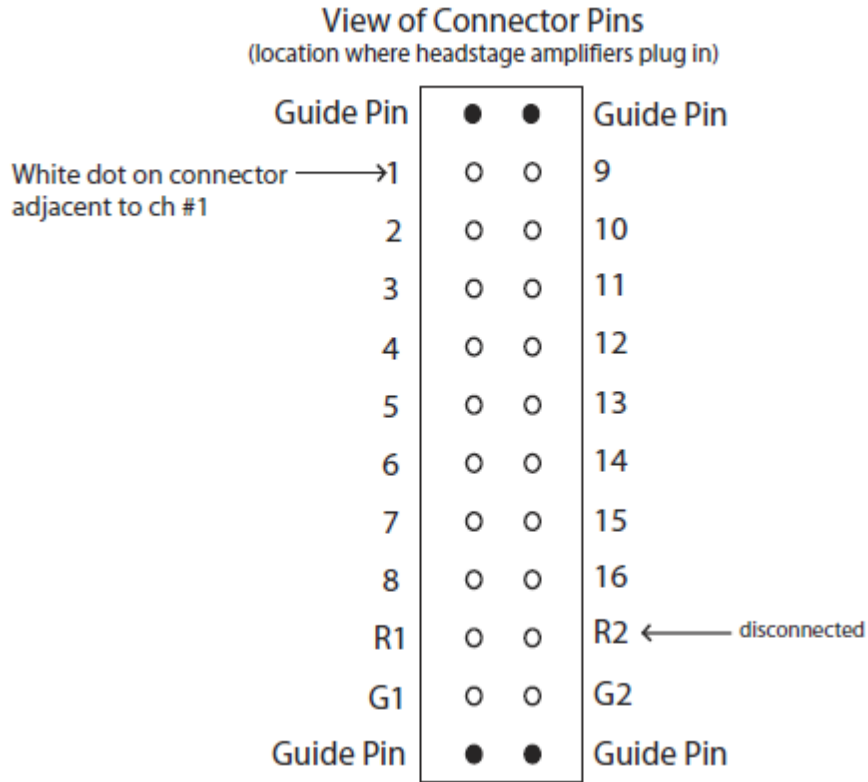 View of Connector Pins
(location where headstage amplifiers plug in)
Guide Pin Guide Pin
White dot on connector 1 9
adjacent to ch #1
2 10
3 11
4 12
5 13
6 14
7 15
8 16
R1 R2 disconnected
G1 G2
Guide Pin Guide Pin